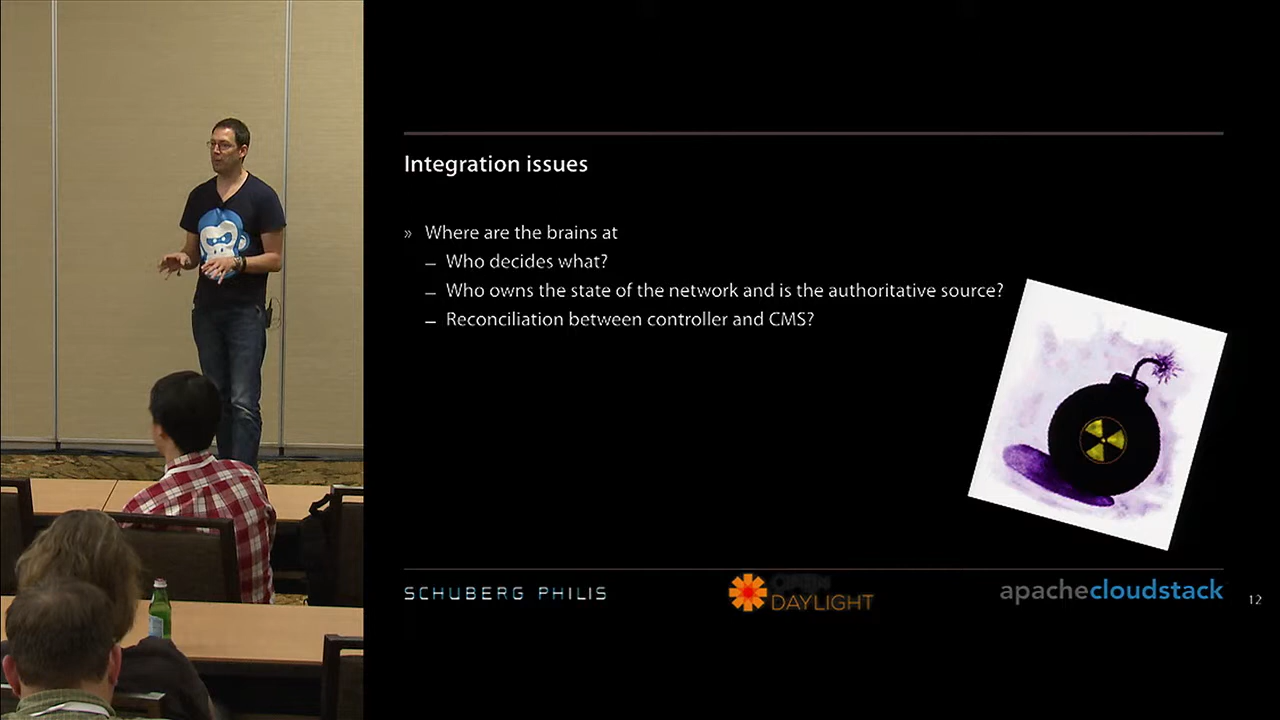 Integration issues
» Where are the brains at
– Who decides what?
– Who owns the state of the network and is the authoritative source?
– Reconciliation between controller and CMS?
SCHUBERG PHILIS
OPEN
DAYLIGHT
apachecloudstack
12